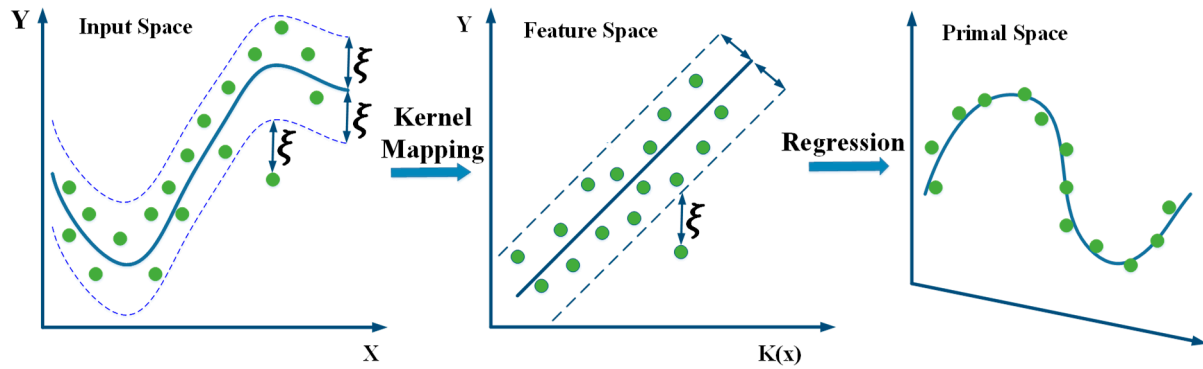 Y
Input Space
ξ
ξ
ξ
X
Kernel
Mapping
Y
Feature Space
ξ
K(x)
Regression
Primal Space